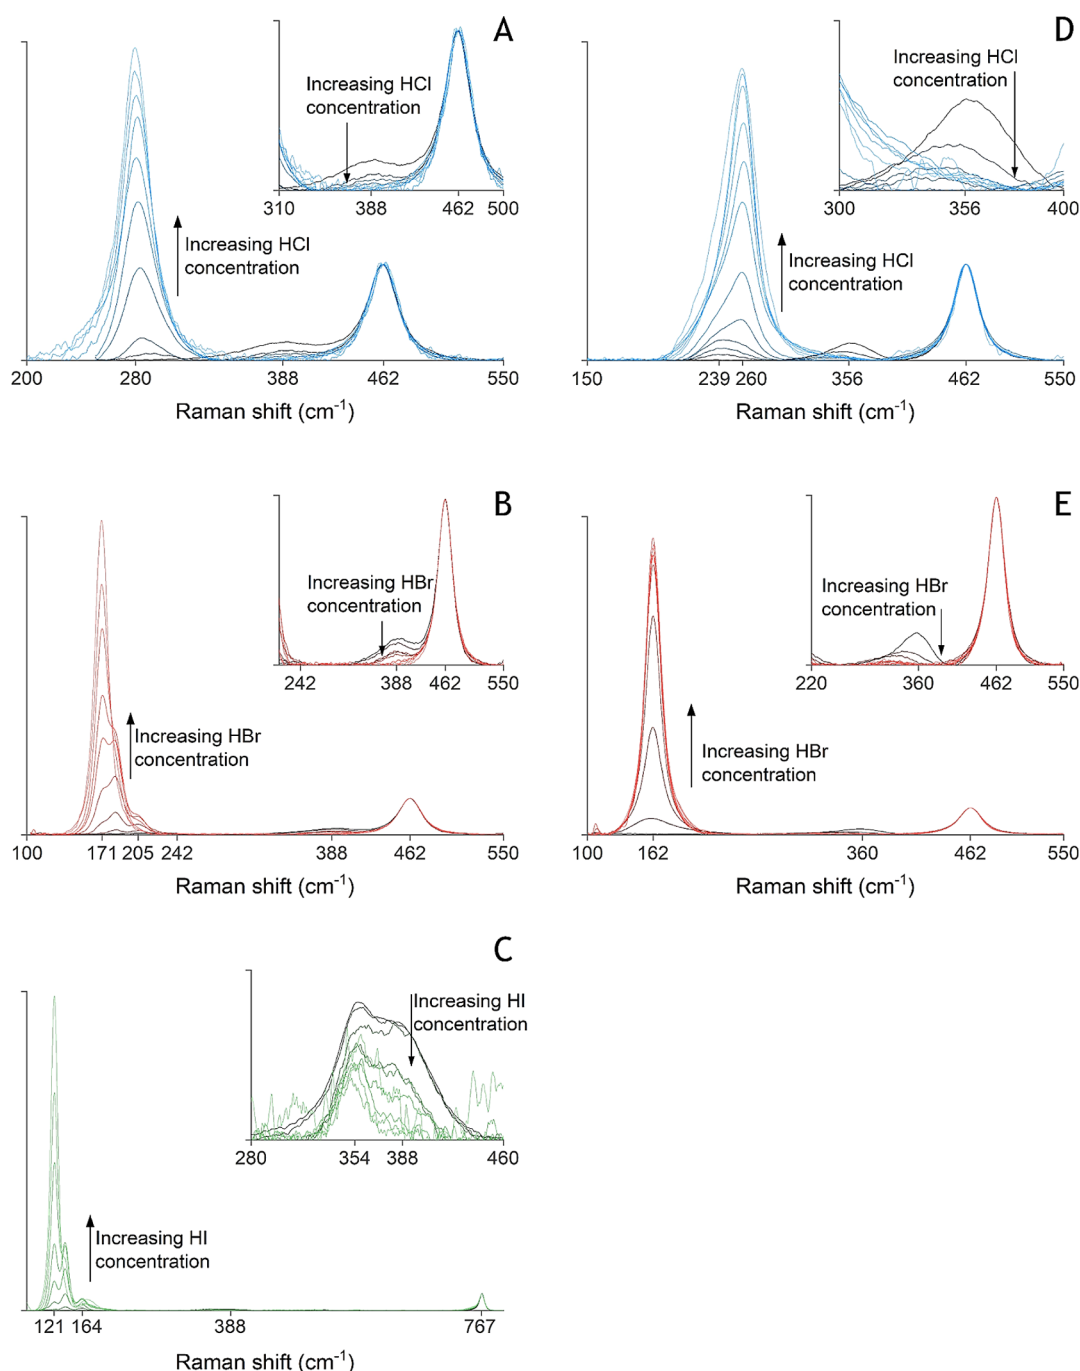 A
Increasing HCl
concentration
310 388 462 500
Increasing HCl
concentration
200 280 388 462 550
Raman shift (cm⁻¹)
D
Increasing HCl
concentration
300 356 400
Increasing HCl
concentration
150 239 260 356 462 550
Raman shift (cm⁻¹)
B
Increasing HBr
concentration
242 388 462 550
Increasing HBr
concentration
100 171 205 242 388 462 550
Raman shift (cm⁻¹)
E
Increasing HBr
concentration
220 360 462 550
Increasing HBr
concentration
100 162 360 462 550
Raman shift (cm⁻¹)
C
Increasing HI
concentration
280 354 388 460
Increasing HI
concentration
121 164 388 767
Raman shift (cm⁻¹)